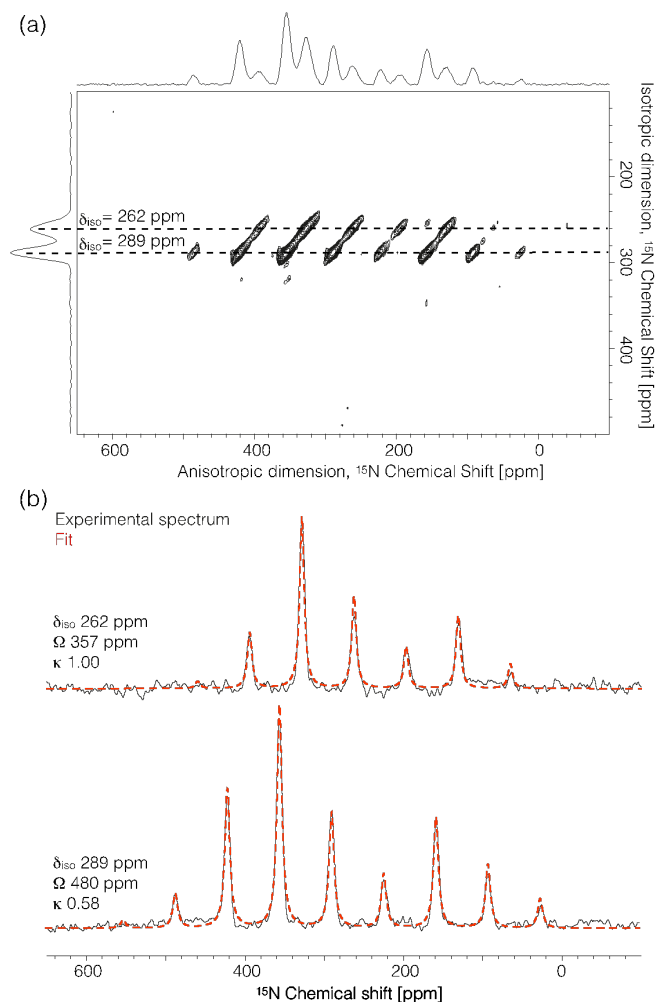 (a)
δiso= 262 ppm
δiso= 289 ppm
200
300
400
Isotropic dimension, ¹⁵N Chemical Shift [ppm]
600
400
200
0
Anisotropic dimension, ¹⁵N Chemical Shift [ppm]
(b)
Experimental spectrum
Fit
δiso 262 ppm
Ω 357 ppm
κ 1.00
δiso 289 ppm
Ω 480 ppm
κ 0.58
600
400
200
0
¹⁵N Chemical shift [ppm]